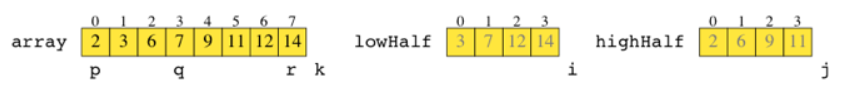 0 1 2 3 4 5 6 7 0 1 2 3 0 1 2 3
array 2 3 6 7 9 11 12 14 lowHalf 3 7 12 14 highHalf 2 6 9 11
p q r k i j